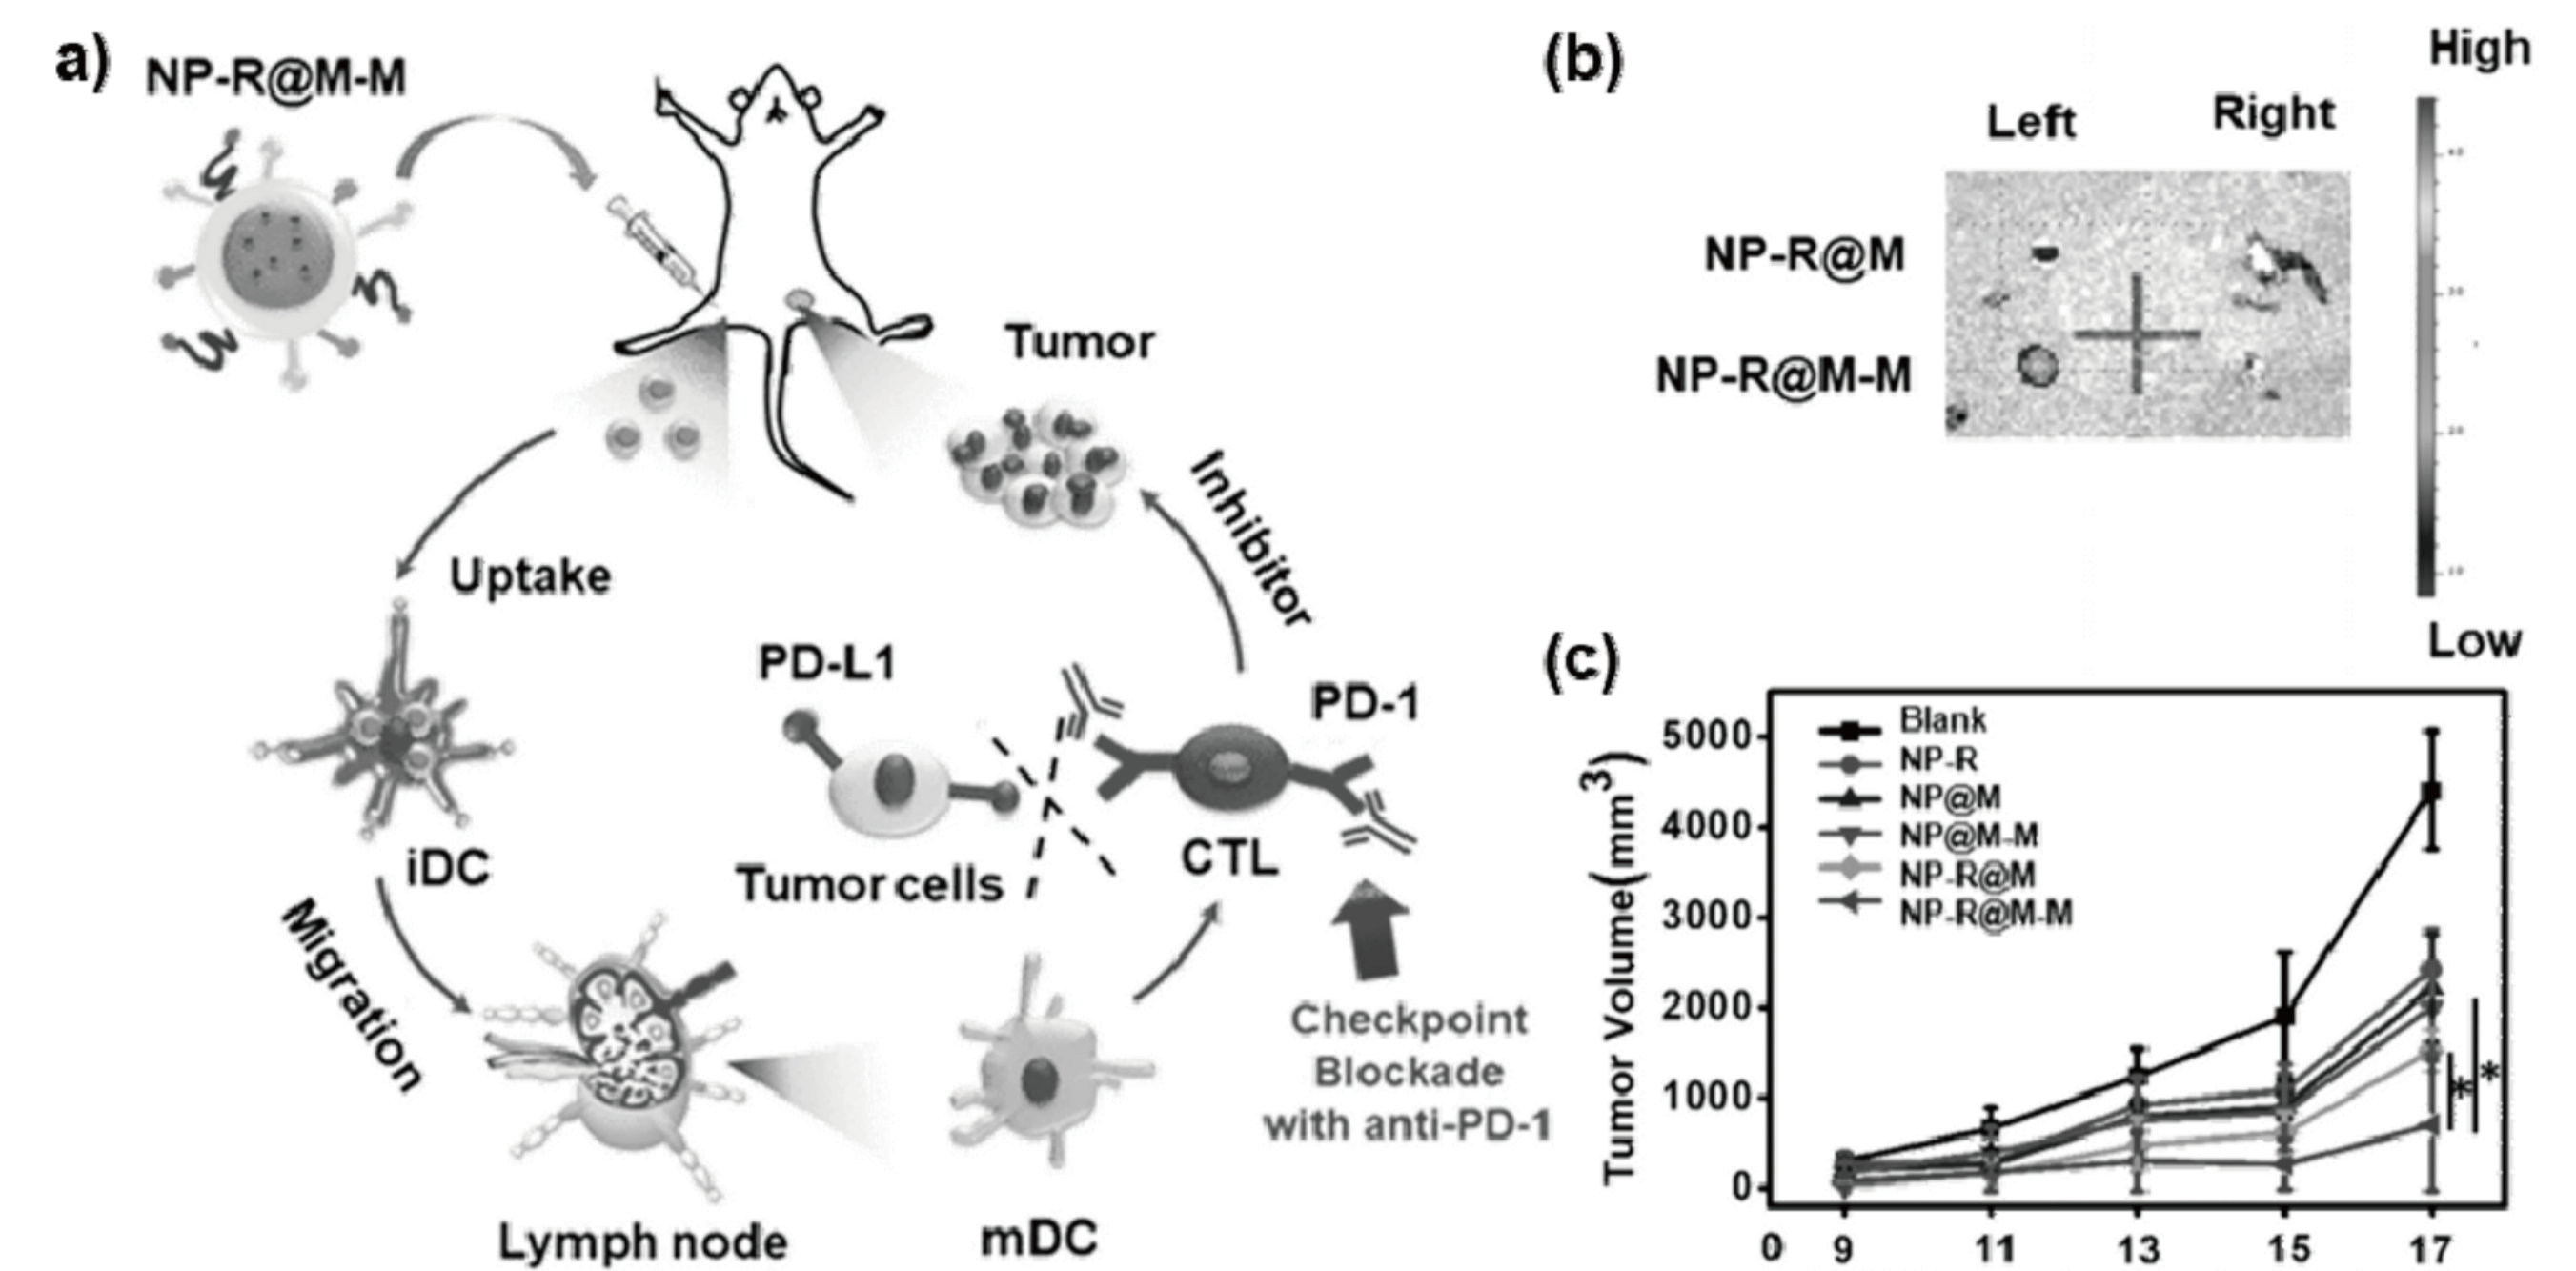 a)
NP-R@M-M
Tumor
Inhibitor
Uptake
PD-L1
PD-1
iDC
Tumor cells
CTL
Migration
Checkpoint
Blockade
with anti-PD-1
Lymph node
mDC
(b)
High
Left
Right
NP-R@M
NP-R@M-M
Low
(c)
Tumor Volume(mm3)
5000
4000
3000
2000
1000
0
Blank
NP-R
NP@M
NP@M-M
NP-R@M
NP-R@M-M
*
*
0 9 11 13 15 17